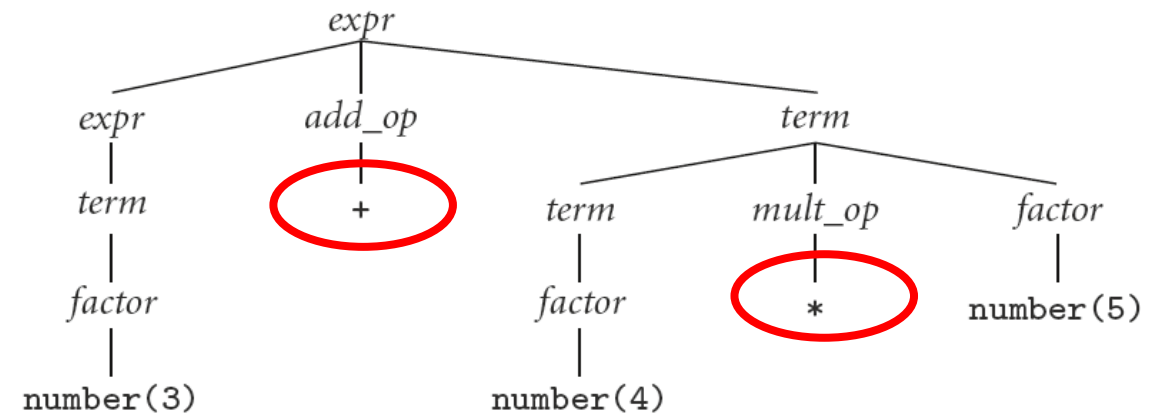 expr
expr add_op term
term + term mult_op factor
factor factor * number(5)
number(3) number(4)